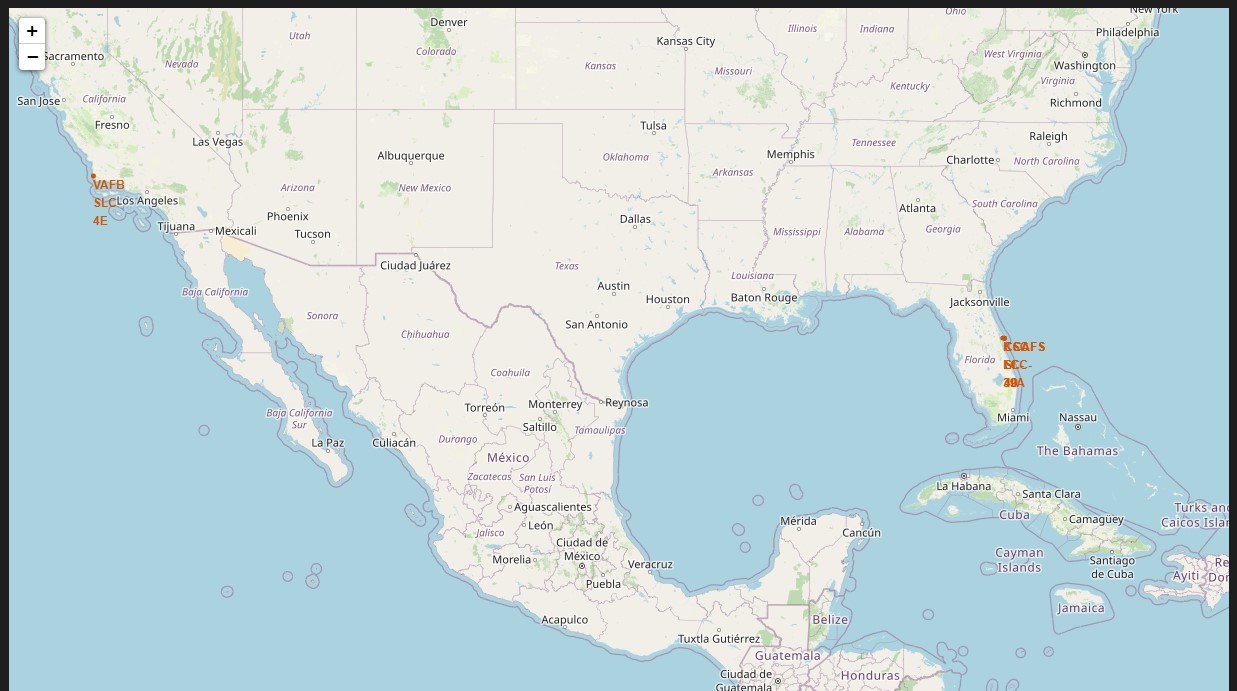 +
−
Denver
Ohio
New York
Utah
Illinois
Indiana
Philadelphia
Kansas City
Colorado
Sacramento
West Virginia
Nevada
Kansas
Washington
Missouri
Virginia
Kentucky
San Jose
California
Richmond
Fresno
Tulsa
Raleigh
Las Vegas
Tennessee
Albuquerque
Oklahoma
Memphis
Charlotte
North Carolina
Arkansas
VAFB
SLC-
4E
Arizona
New Mexico
Los Angeles
South Carolina
Atlanta
Phoenix
Dallas
Tijuana
Mexicali
Tucson
Mississippi
Alabama
Georgia
Ciudad Juárez
Texas
Louisiana
Austin
Baja California
Houston
Baton Rouge
Jacksonville
Sonora
San Antonio
Chihuahua
Florida
Coahuila
Torreón
Monterrey
Reynosa
Baja California
Sur
Saltillo
Miami
Nassau
Tamaulipas
La Paz
Culiacán
Durango
The Bahamas
México
Zacatecas
San Luis
Potosí
La Habana
Santa Clara
Aguascalientes
Turks and
Caicos Islan
Cuba
Camagüey
León
Mérida
Jalisco
Cancún
Ciudad de
México
Cayman
Islands
Morelia
Veracruz
Santiago
de Cuba
Puebla
Ayiti
Re
Dor
Jamaica
Acapulco
Belize
Tuxtla Gutiérrez
Guatemala
Ciudad de
Guatemala
Honduras